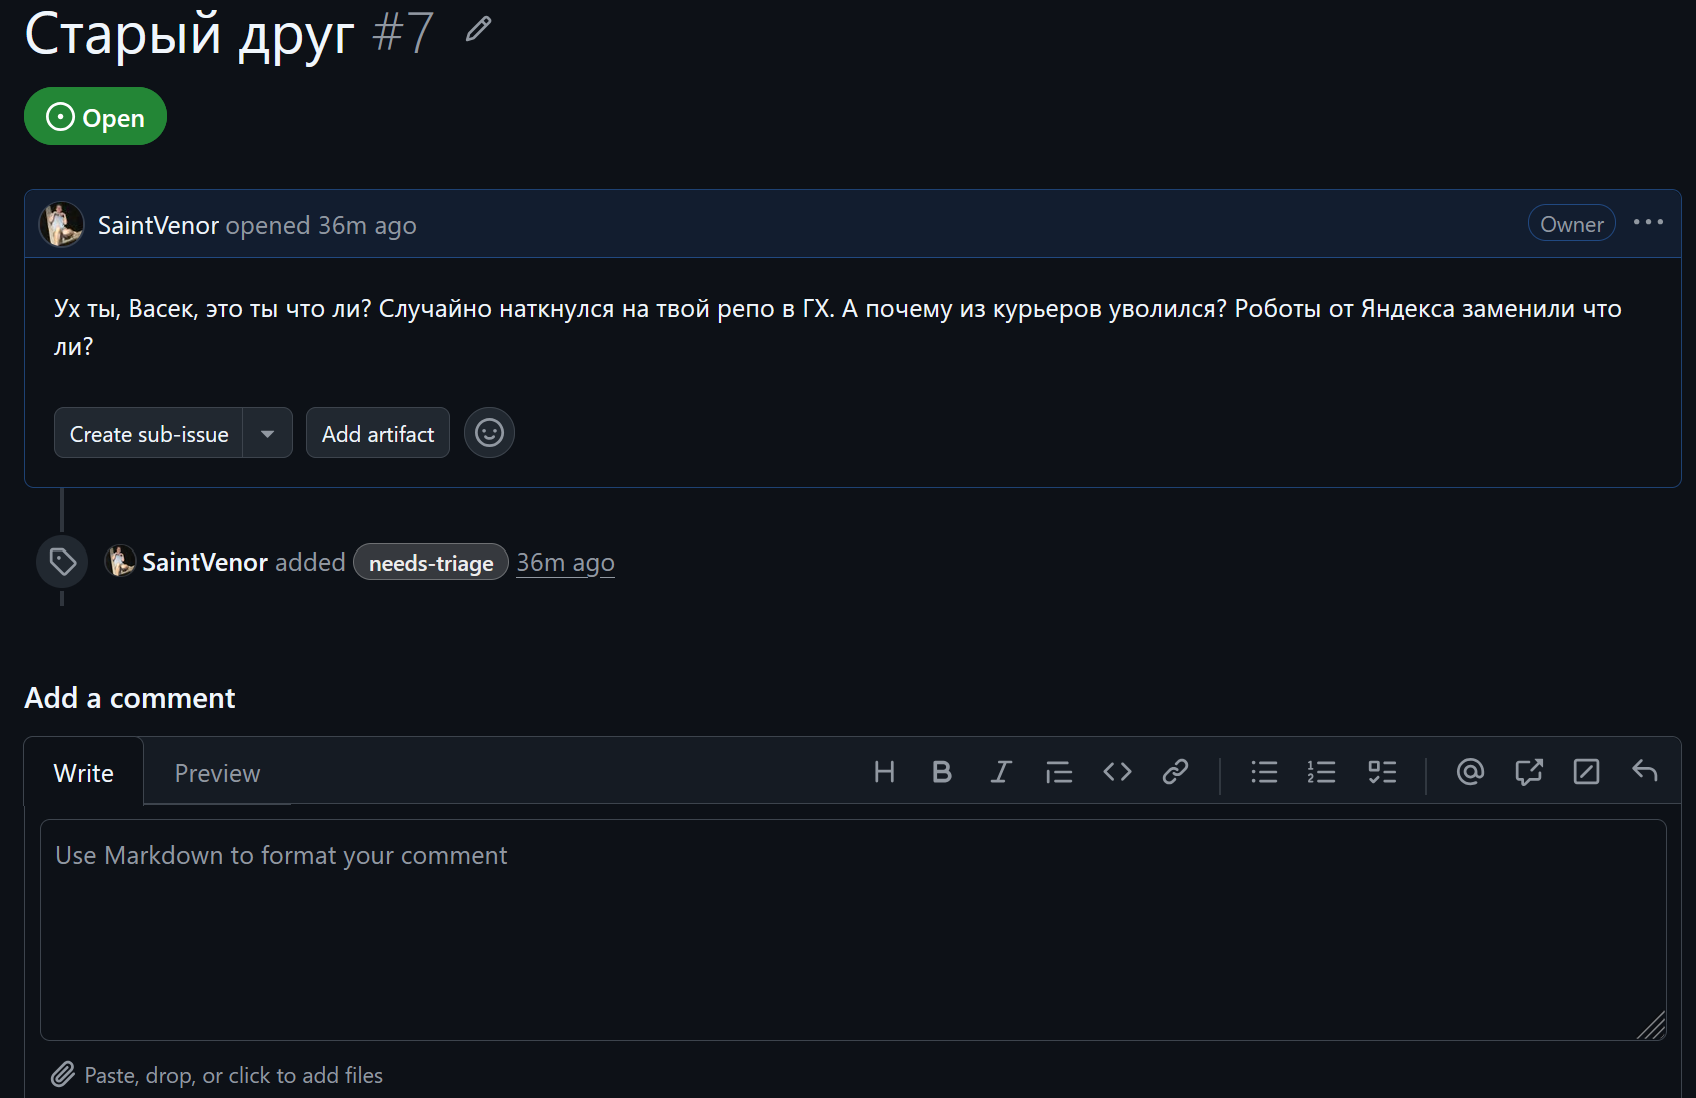 Старый друг #7
Open
SaintVenor opened 36m ago
Owner
Ух ты, Васек, это ты что ли? Случайно наткнулся на твой репо в ГХ. А почему из курьеров уволился? Роботы от Яндекса заменили что
ли?
Create sub-issue
Add artifact
SaintVenor added needs-triage 36m ago
Add a comment
Write
Preview
Use Markdown to format your comment
Paste, drop, or click to add files